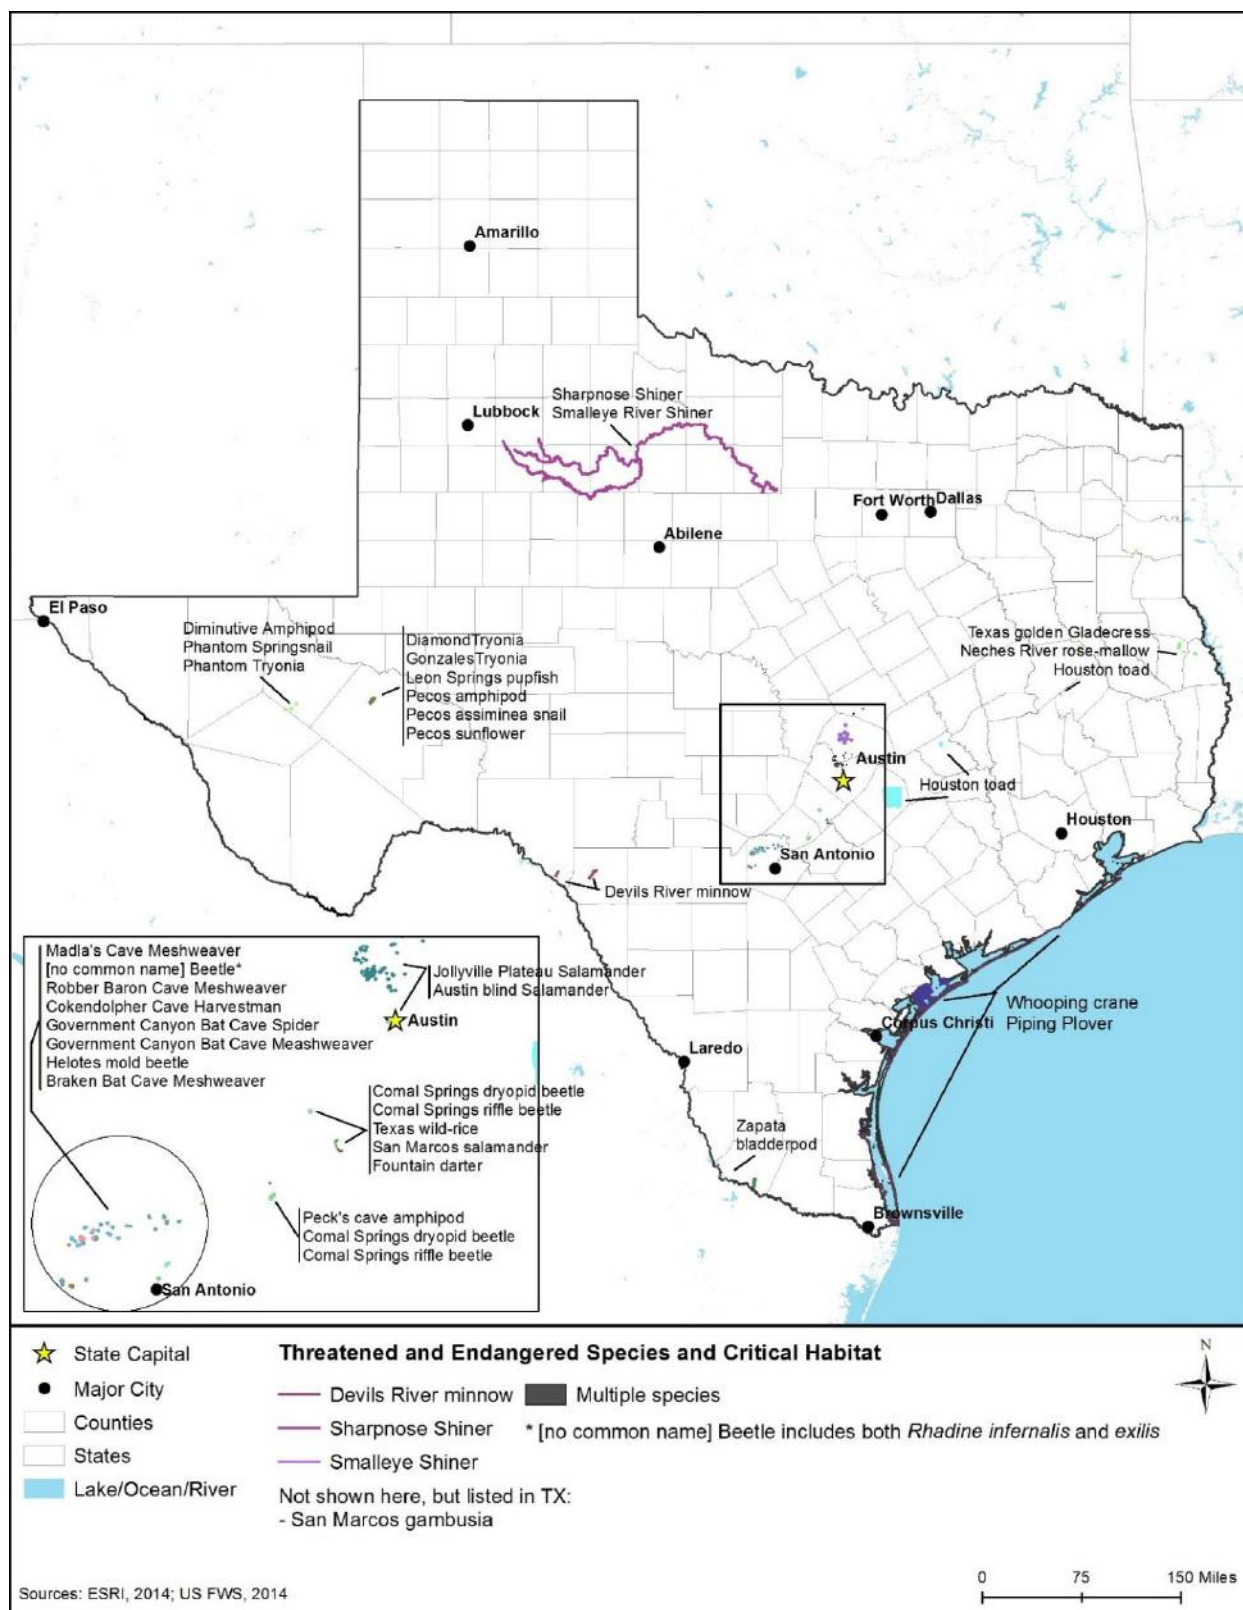 Amarillo
Lubbock
Sharpnose Shiner
Smalleye River Shiner
Fort Worth
Dallas
Abilene
El Paso
Diminutive Amphipod
Phantom Springsnail
Phantom Tryonia
DiamondTryonia
GonzalesTryonia
Leon Springs pupfish
Pecos amphipod
Pecos assiminea snail
Pecos sunflower
Texas golden Gladecress
Neches River rose-mallow
Houston toad
Austin
Houston toad
Houston
San Antonio
Devils River minnow
Madla's Cave Meshweaver
[no common name] Beetle*
Robber Baron Cave Meshweaver
Cokendolpher Cave Harvestman
Government Canyon Bat Cave Spider
Government Canyon Bat Cave Meashweaver
Helotes mold beetle
Braken Bat Cave Meshweaver
Jollyville Plateau Salamander
Austin blind Salamander
Austin
Comal Springs dryopid beetle
Comal Springs riffle beetle
Texas wild-rice
San Marcos salamander
Fountain darter
Peck's cave amphipod
Comal Springs dryopid beetle
Comal Springs riffle beetle
San Antonio
Whooping crane
Piping Plover
Corpus Christi
Laredo
Zapata
bladderpod
Brownsville
State Capital
Major City
Counties
States
Lake/Ocean/River
Threatened and Endangered Species and Critical Habitat
Devils River minnow
Multiple species
Sharpnose Shiner
* [no common name] Beetle includes both Rhadine infernalis and exilis
Smalleye Shiner
Not shown here, but listed in TX:
- San Marcos gambusia
N
Sources: ESRI, 2014; US FWS, 2014
0 75 150 Miles